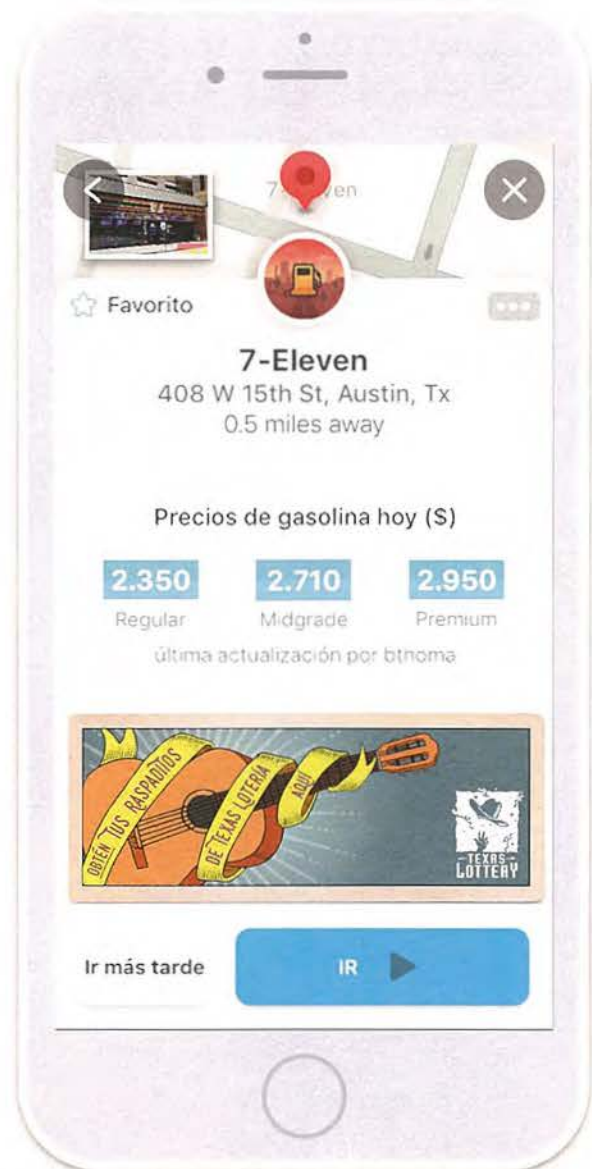 7-Eleven
Favorito
7-Eleven
408 W 15th St, Austin, Tx
0.5 miles away
Precios de gasolina hoy ($)
2.350 2.710 2.950
Regular Midgrade Premium
última actualización por bthoma
OBTÉN TUS RASPADITOS
DE TEXAS LOTERIA
AQUÍ
TEXAS
LOTTERY
Ir más tarde IR